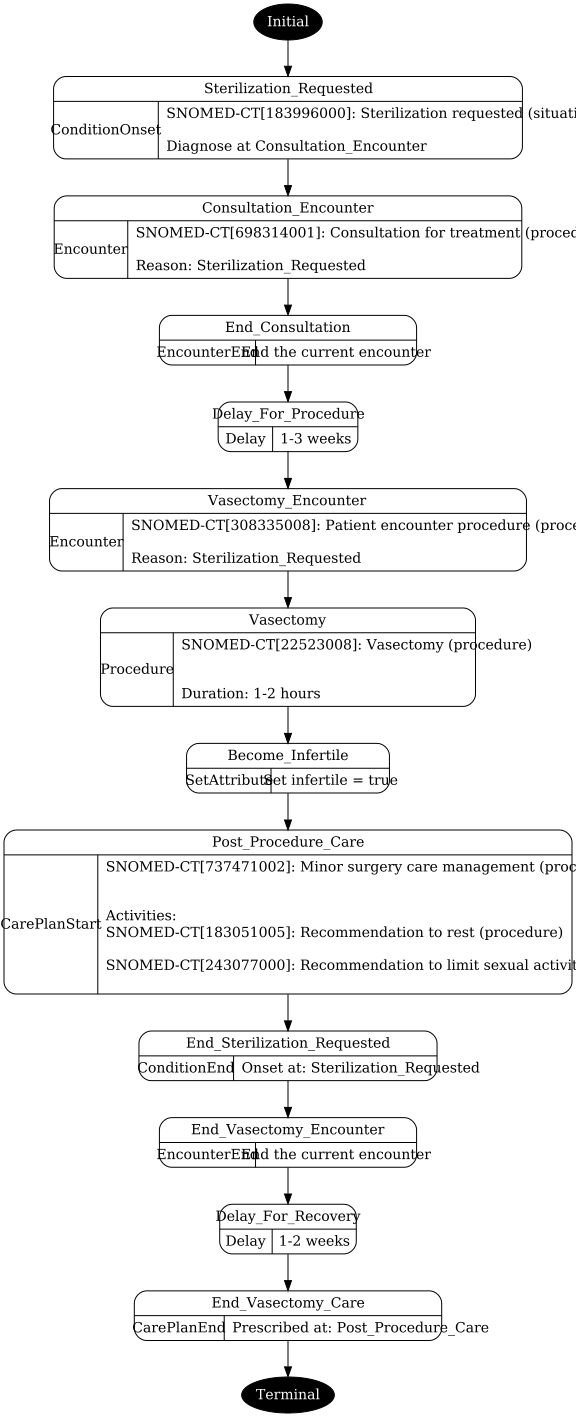 Initial
Sterilization_Requested
ConditionOnset
SNOMED-CT[183996000]: Sterilization requested (situati
Diagnose at Consultation_Encounter
Consultation_Encounter
Encounter
SNOMED-CT[698314001]: Consultation for treatment (proced
Reason: Sterilization_Requested
End_Consultation
EncounterEnd
End the current encounter
Delay_For_Procedure
Delay
1-3 weeks
Vasectomy_Encounter
Encounter
SNOMED-CT[308335008]: Patient encounter procedure (proce
Reason: Sterilization_Requested
Vasectomy
Procedure
SNOMED-CT[22523008]: Vasectomy (procedure)
Duration: 1-2 hours
Become_Infertile
SetAttribute
Set infertile = true
Post_Procedure_Care
CarePlanStart
SNOMED-CT[737471002]: Minor surgery care management (proc
Activities:
SNOMED-CT[183051005]: Recommendation to rest (procedure)
SNOMED-CT[243077000]: Recommendation to limit sexual activit
End_Sterilization_Requested
ConditionEnd
Onset at: Sterilization_Requested
End_Vasectomy_Encounter
EncounterEnd
End the current encounter
Delay_For_Recovery
Delay
1-2 weeks
End_Vasectomy_Care
CarePlanEnd
Prescribed at: Post_Procedure_Care
Terminal